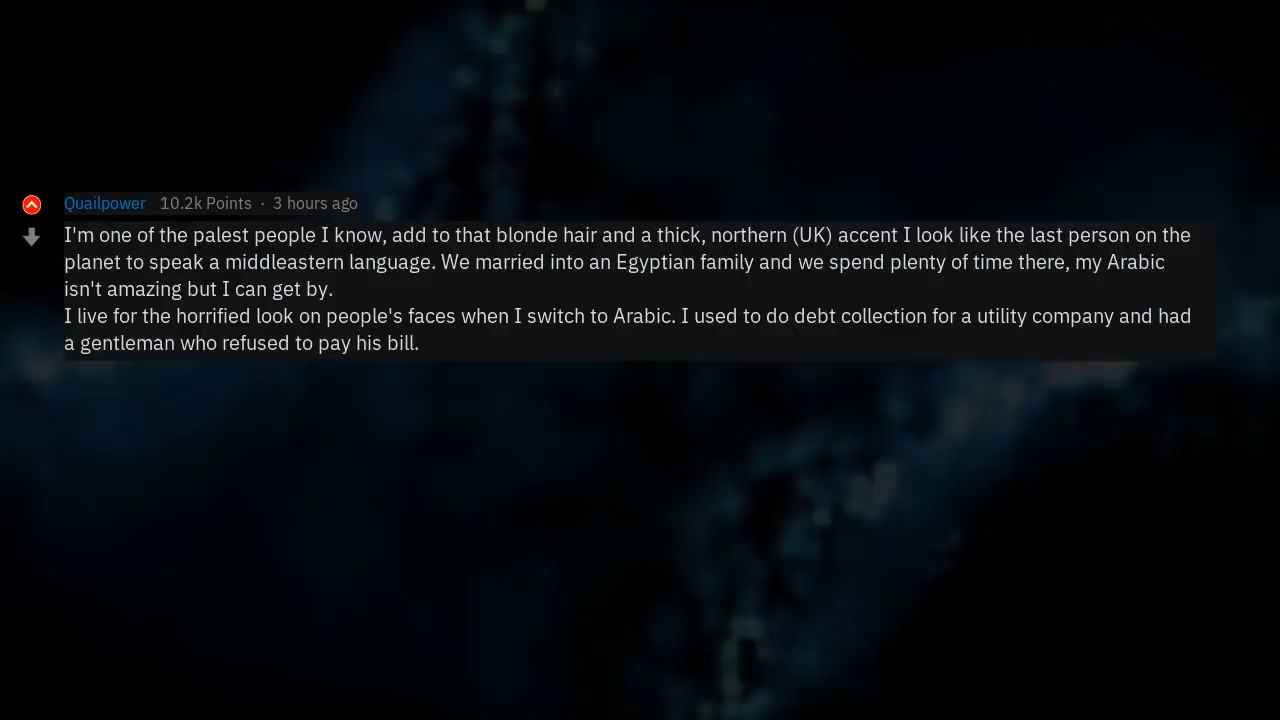 Quailpower 10.2k Points · 3 hours ago
I'm one of the palest people I know, add to that blonde hair and a thick, northern (UK) accent I look like the last person on the
planet to speak a middleastern language. We married into an Egyptian family and we spend plenty of time there, my Arabic
isn't amazing but I can get by.
I live for the horrified look on people's faces when I switch to Arabic. I used to do debt collection for a utility company and had
a gentleman who refused to pay his bill.